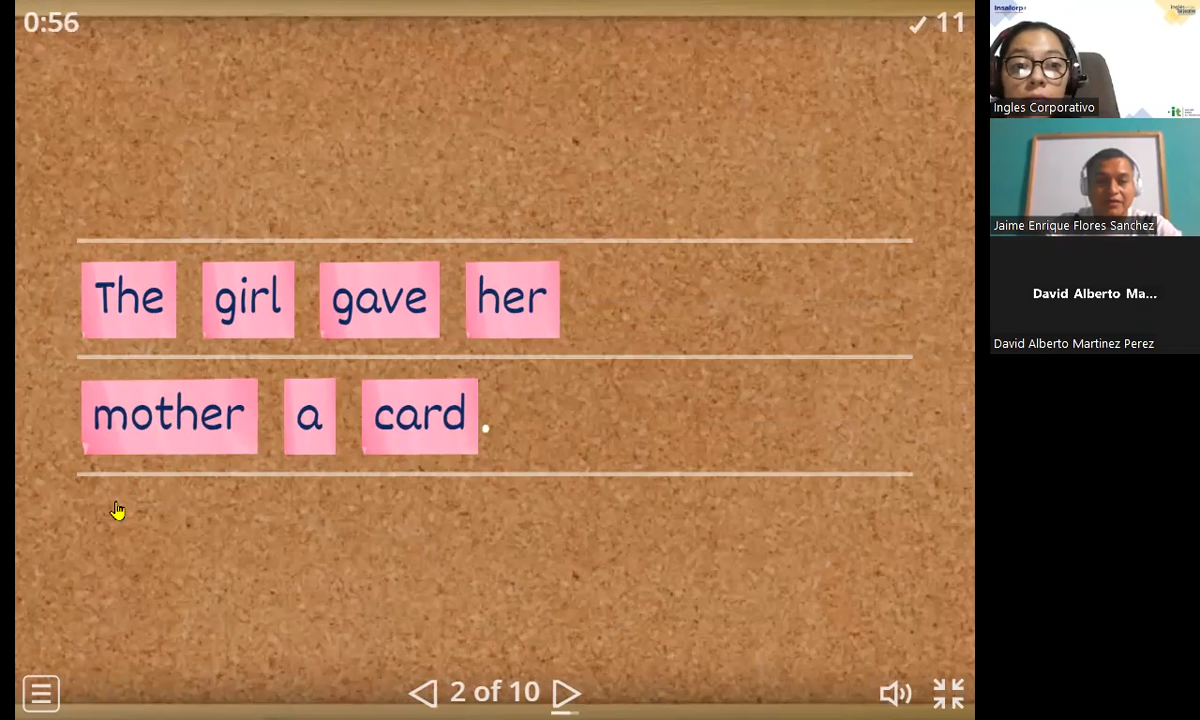 0:56
✓ 11
The girl gave her
mother a card.
2 of 10
Insaforp
Ingles Corporativo
Jaime Enrique Flores Sanchez
David Alberto Ma...
David Alberto Martinez Perez